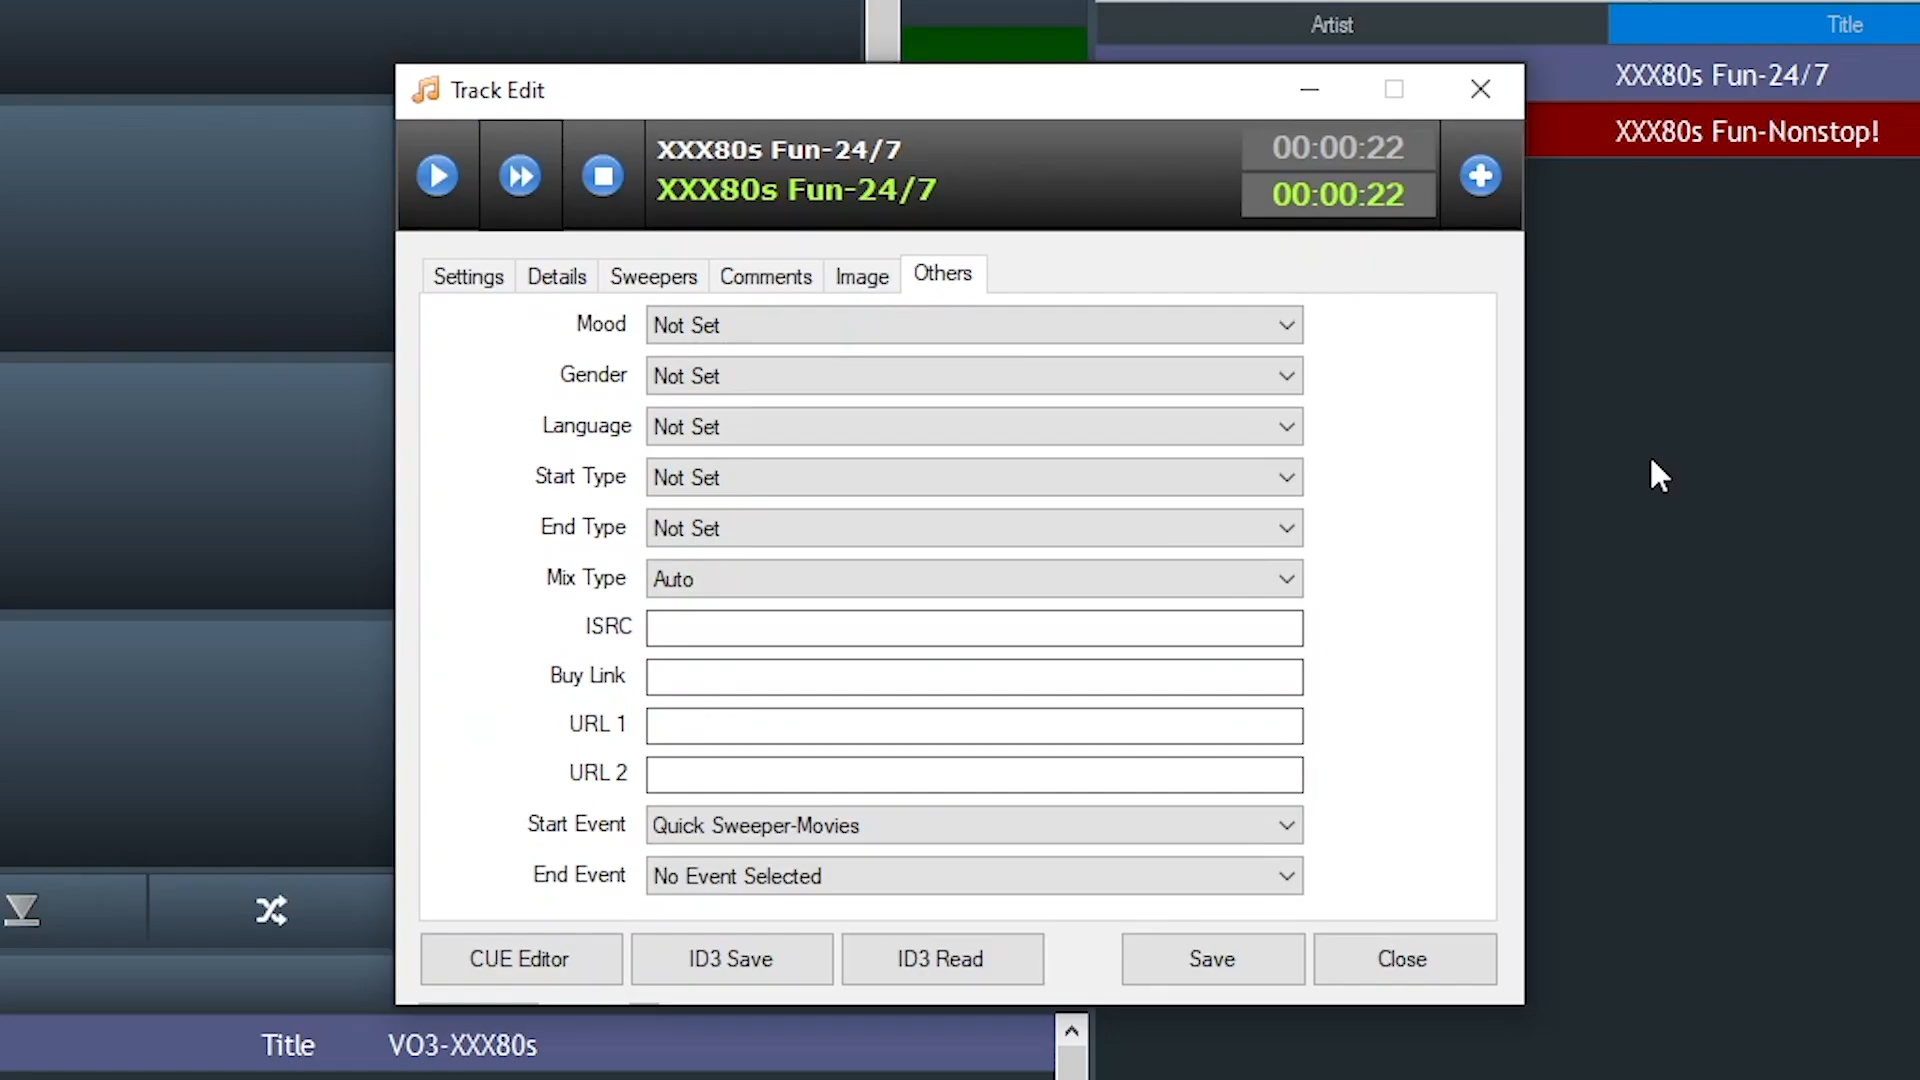 Artist
Title
XXX80s Fun-24/7
XXX80s Fun-Nonstop!
Track Edit
XXX80s Fun-24/7
00:00:22
XXX80s Fun-24/7
00:00:22
Settings
Details
Sweepers
Comments
Image
Others
Mood
Not Set
Gender
Not Set
Language
Not Set
Start Type
Not Set
End Type
Not Set
Mix Type
Auto
ISRC
Buy Link
URL 1
URL 2
Start Event
Quick Sweeper-Movies
End Event
No Event Selected
CUE Editor
ID3 Save
ID3 Read
Save
Close
Title
VO3-XXX80s